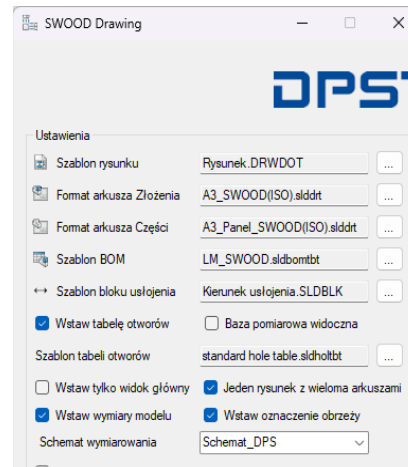 SWOOD Drawing
DPS
Ustawienia
Szablon rysunku Rysunek.DRWDOT ...
Format arkusza Złożenia A3_SWOOD(ISO).slddrt ...
Format arkusza Części A3_Panel_SWOOD(ISO).slddrt ...
Szablon BOM LM_SWOOD.sldbomtbt ...
Szablon bloku usłojenia Kierunek usłojenia.SLDBLK ...
Wstaw tabelę otworów Baza pomiarowa widoczna
Szablon tabeli otworów standard hole table.sldholtbt ...
Wstaw tylko widok główny Jeden rysunek z wieloma arkuszami
Wstaw wymiary modelu Wstaw oznaczenie obrzeży
Schemat wymiarowania Schemat_DPS